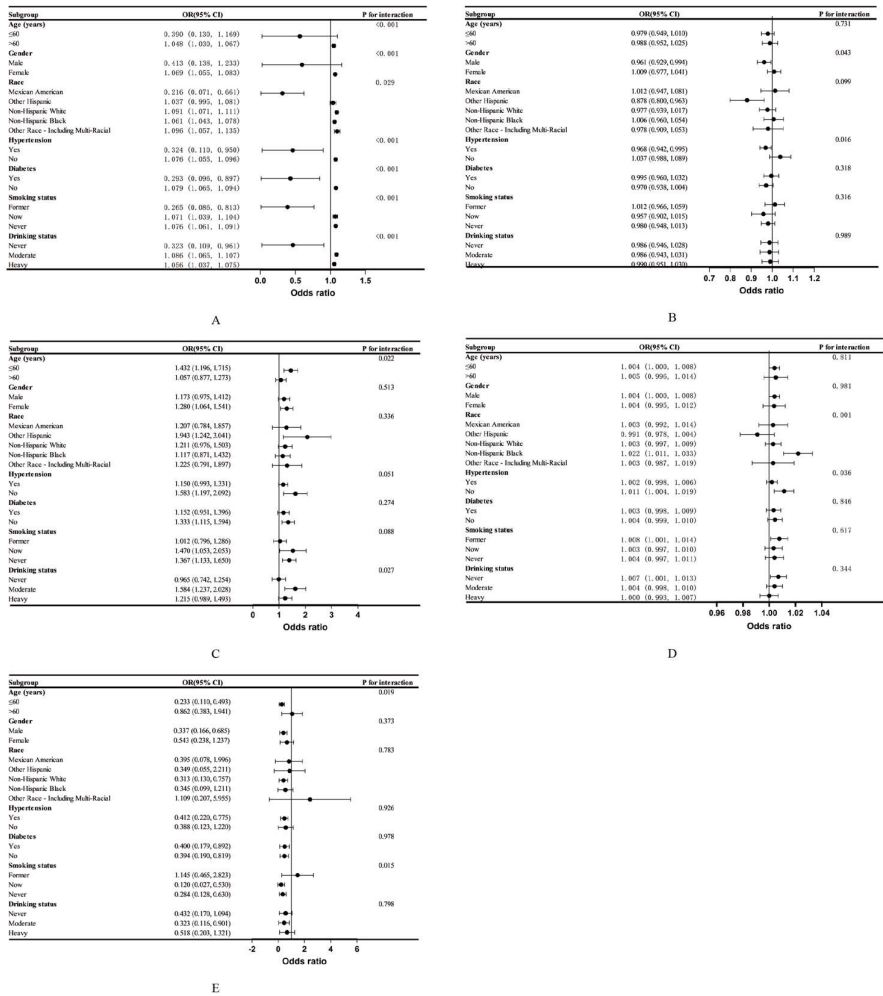 Subgroup OR(95% CI) P for interaction
Age (years) <0.001
≤60 0.390 (0.130, 1.169)
>60 1.048 (1.030, 1.067)
Gender <0.001
Male 0.413 (0.138, 1.233)
Female 1.069 (1.055, 1.083)
Race 0.029
Mexican American 0.216 (0.071, 0.661)
Other Hispanic 1.037 (0.995, 1.081)
Non-Hispanic White 1.091 (1.071, 1.111)
Non-Hispanic Black 1.061 (1.043, 1.078)
Other Race - Including Multi-Racial 1.096 (1.057, 1.135)
Hypertension <0.001
Yes 0.324 (0.110, 0.950)
No 1.076 (1.055, 1.096)
Diabetes <0.001
Yes 0.293 (0.096, 0.897)
No 1.079 (1.065, 1.094)
Smoking status <0.001
Former 0.265 (0.086, 0.813)
Now 1.071 (1.039, 1.104)
Never 1.076 (1.061, 1.091)
Drinking status <0.001
Never 0.323 (0.109, 0.961)
Moderate 1.086 (1.065, 1.107)
Heavy 1.056 (1.037, 1.075)
0.0 0.5 1.0 1.5
Odds ratio
A
Subgroup OR(95% CI) P for interaction
Age (years) 0.731
≤60 0.979 (0.949, 1.010)
>60 0.988 (0.952, 1.025)
Gender 0.043
Male 0.961 (0.929, 0.994)
Female 1.009 (0.977, 1.041)
Race 0.099
Mexican American 1.012 (0.947, 1.081)
Other Hispanic 0.878 (0.800, 0.963)
Non-Hispanic White 0.977 (0.939, 1.017)
Non-Hispanic Black 1.006 (0.960, 1.054)
Other Race - Including Multi-Racial 0.978 (0.909, 1.053)
Hypertension 0.016
Yes 0.968 (0.942, 0.995)
No 1.037 (0.988, 1.089)
Diabetes 0.318
Yes 0.995 (0.960, 1.032)
No 0.970 (0.938, 1.004)
Smoking status 0.316
Former 1.012 (0.966, 1.059)
Now 0.957 (0.902, 1.015)
Never 0.980 (0.948, 1.013)
Drinking status 0.989
Never 0.986 (0.946, 1.028)
Moderate 0.986 (0.943, 1.031)
Heavy 0.990 (0.951, 1.030)
0.7 0.8 0.9 1.0 1.1 1.2
Odds ratio
B
Subgroup OR(95% CI) P for interaction
Age (years) 0.022
≤60 1.432 (1.196, 1.715)
>60 1.057 (0.877, 1.273)
Gender 0.513
Male 1.173 (0.975, 1.412)
Female 1.280 (1.064, 1.541)
Race 0.336
Mexican American 1.207 (0.784, 1.857)
Other Hispanic 1.943 (1.242, 3.041)
Non-Hispanic White 1.211 (0.976, 1.503)
Non-Hispanic Black 1.117 (0.871, 1.432)
Other Race - Including Multi-Racial 1.225 (0.791, 1.897)
Hypertension 0.051
Yes 1.150 (0.993, 1.331)
No 1.583 (1.197, 2.092)
Diabetes 0.274
Yes 1.152 (0.951, 1.396)
No 1.333 (1.115, 1.594)
Smoking status 0.088
Former 1.012 (0.796, 1.286)
Now 1.470 (1.053, 2.053)
Never 1.367 (1.133, 1.650)
Drinking status 0.027
Never 0.965 (0.742, 1.254)
Moderate 1.584 (1.237, 2.028)
Heavy 1.215 (0.989, 1.493)
0 1 2 3 4
Odds ratio
C
Subgroup OR(95% CI) P for interaction
Age (years) 0.811
≤60 1.004 (1.000, 1.008)
>60 1.005 (0.996, 1.014)
Gender 0.981
Male 1.004 (1.000, 1.008)
Female 1.004 (0.995, 1.012)
Race .001
Mexican American 1.003 (0.992, 1.014)
Other Hispanic 0.991 (0.978, 1.004)
Non-Hispanic White 1.003 (0.997, 1.009)
Non-Hispanic Black 1.022 (1.011, 1.033)
Other Race - Including Multi-Racial 1.003 (0.987, 1.019)
Hypertension 0.036
Yes 1.002 (0.998, 1.006)
No 1.011 (1.004, 1.019)
Diabetes 0.846
Yes 1.003 (0.998, 1.009)
No 1.004 (0.999, 1.010)
Smoking status 0.617
Former 1.008 (1.001, 1.014)
Now 1.003 (0.997, 1.010)
Never 1.004 (0.997, 1.011)
Drinking status 0.344
Never 1.007 (1.001, 1.013)
Moderate 1.004 (0.998, 1.010)
Heavy 1.000 (0.993, 1.007)
0.96 0.98 1.00 1.02 1.04
Odds ratio
D
Subgroup OR(95% CI) P for interaction
Age (years) 0.019
≤60 0.233 (0.110, 0.493)
>60 0.862 (0.383, 1.941)
Gender 0.373
Male 0.337 (0.166, 0.685)
Female 0.543 (0.238, 1.237)
Race 0.783
Mexican American 0.395 (0.078, 1.996)
Other Hispanic 0.349 (0.055, 2.211)
Non-Hispanic White 0.313 (0.130, 0.757)
Non-Hispanic Black 0.345 (0.099, 1.211)
Other Race - Including Multi-Racial 1.109 (0.207, 5.955)
Hypertension 0.926
Yes 0.412 (0.220, 0.775)
No 0.388 (0.123, 1.220)
Diabetes 0.978
Yes 0.400 (0.179, 0.892)
No 0.394 (0.190, 0.819)
Smoking status 0.015
Former 1.145 (0.465, 2.823)
Now 0.120 (0.027, 0.530)
Never 0.284 (0.128, 0.630)
Drinking status 0.798
Never 0.432 (0.170, 1.094)
Moderate 0.323 (0.116, 0.901)
Heavy 0.518 (0.203, 1.321)
-2 0 2 4 6
Odds ratio
E